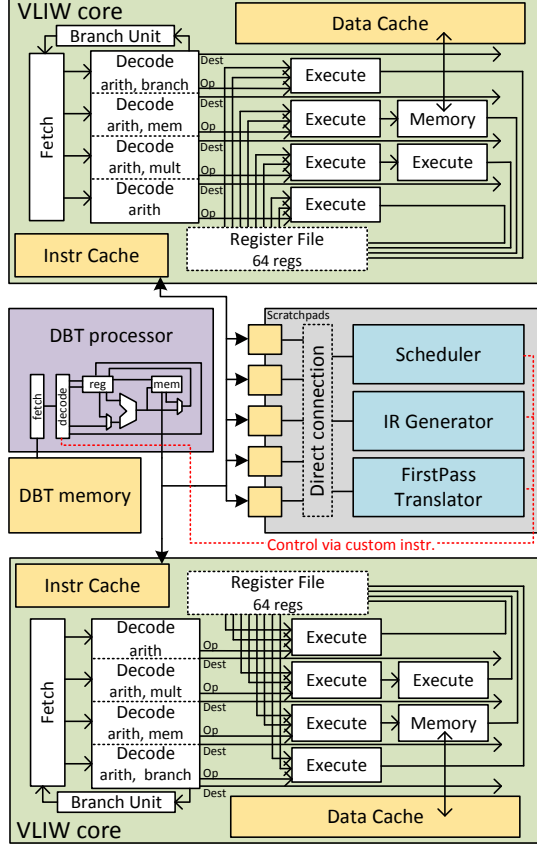 VLIW core
Branch Unit
Data Cache
Fetch
Decode
arith, branch
Dest
Op
Execute
Decode
arith, mem
Dest
Op
Execute
Memory
Decode
arith, mult
Dest
Op
Execute
Execute
Decode
arith
Dest
Op
Execute
Instr Cache
Register File
64 regs
DBT processor
fetch
decode
reg
mem
DBT memory
Scratchpads
Direct connection
Scheduler
IR Generator
FirstPass
Translator
Control via custom instr.
Instr Cache
Register File
64 regs
Fetch
Decode
arith
Op
Dest
Execute
Decode
arith, mult
Op
Dest
Execute
Execute
Decode
arith, mem
Op
Dest
Execute
Memory
Decode
arith, branch
Op
Dest
Execute
Branch Unit
Data Cache
VLIW core